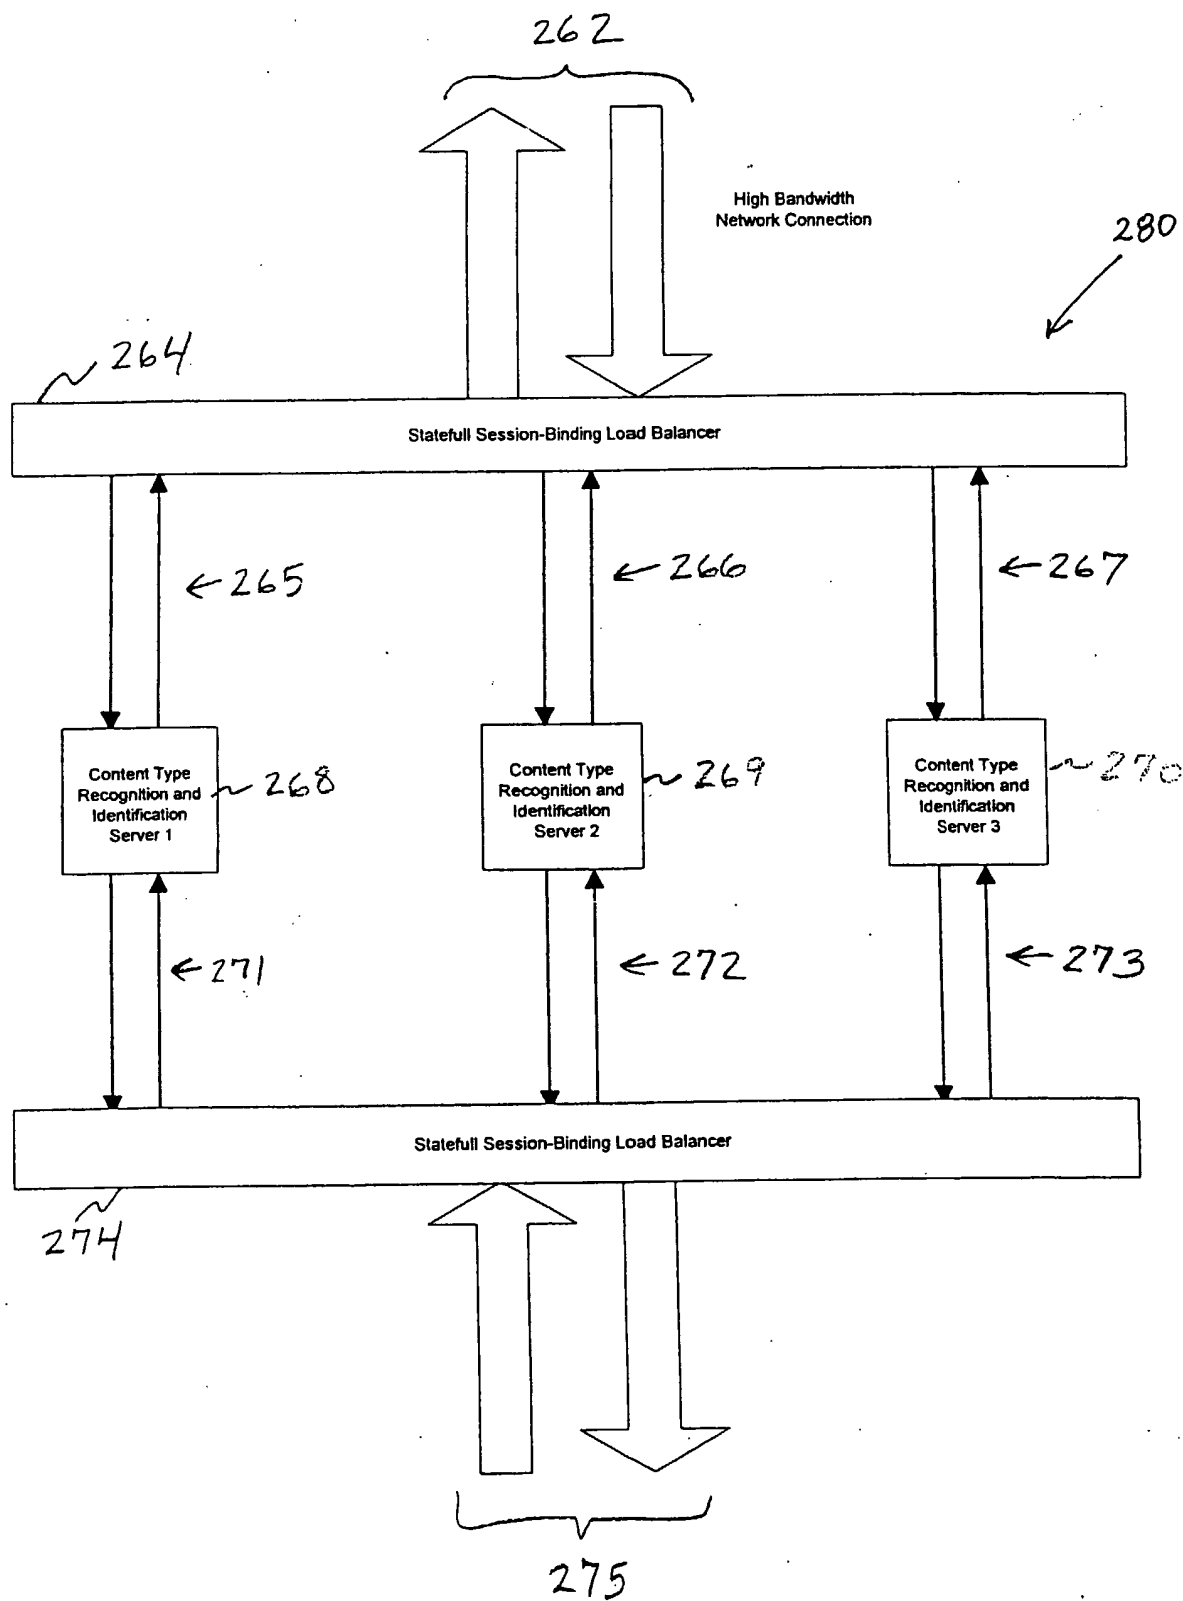 262
High Bandwidth
Network Connection
280
264
Statefull Session-Binding Load Balancer
265
266
267
Content Type
Recognition and
Identification
Server 1
268
Content Type
Recognition and
Identification
Server 2
269
Content Type
Recognition and
Identification
Server 3
270
271
272
273
Statefull Session-Binding Load Balancer
274
275